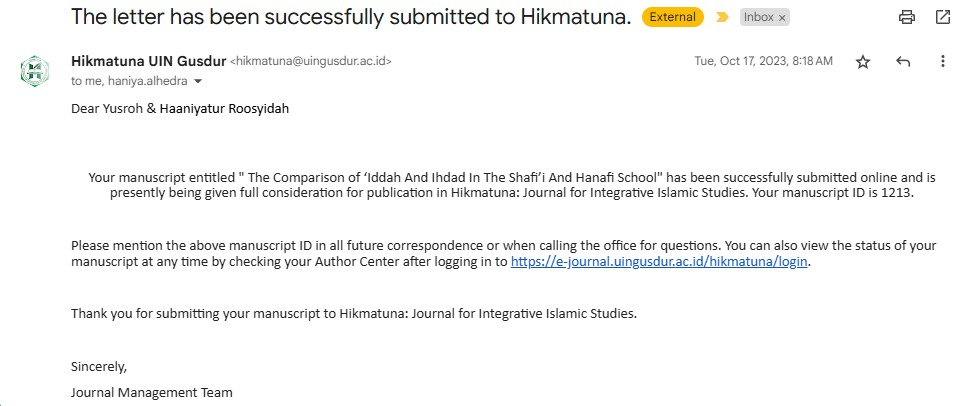 The letter has been successfully submitted to Hikmatuna. External Inbox ×
Hikmatuna UIN Gusdur <hikmatuna@uingusdur.ac.id> Tue, Oct 17, 2023, 8:18 AM
to me, haniya.alhedra
Dear Yusroh & Haaniyatur Roosyidah
Your manuscript entitled " The Comparison of ‘Iddah And Ihdad In The Shafi’i And Hanafi School" has been successfully submitted online and is
presently being given full consideration for publication in Hikmatuna: Journal for Integrative Islamic Studies. Your manuscript ID is 1213.
Please mention the above manuscript ID in all future correspondence or when calling the office for questions. You can also view the status of your
manuscript at any time by checking your Author Center after logging in to https://e-journal.uingusdur.ac.id/hikmatuna/login.
Thank you for submitting your manuscript to Hikmatuna: Journal for Integrative Islamic Studies.
Sincerely,
Journal Management Team